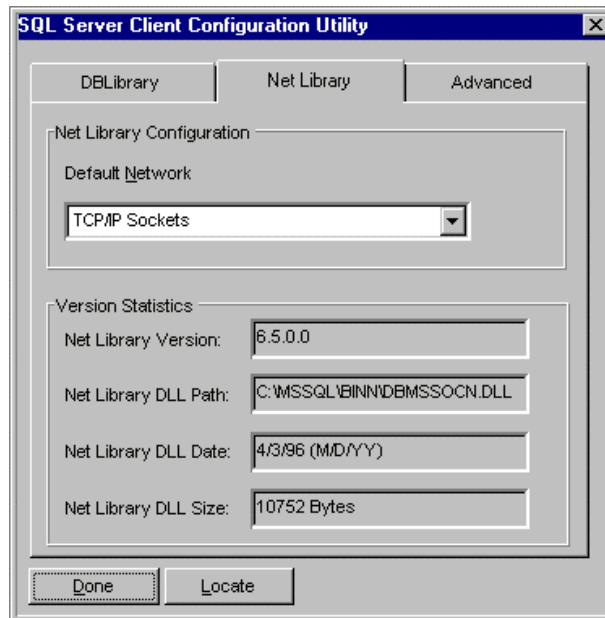 SQL Server Client Configuration Utility
DBLibrary Net Library Advanced
Net Library Configuration
Default Network
TCP/IP Sockets
Version Statistics
Net Library Version: 6.5.0.0
Net Library DLL Path: C:\MSSQL\BINN\DBMSSOCN.DLL
Net Library DLL Date: 4/3/96 (M/D/YY)
Net Library DLL Size: 10752 Bytes
Done Locate